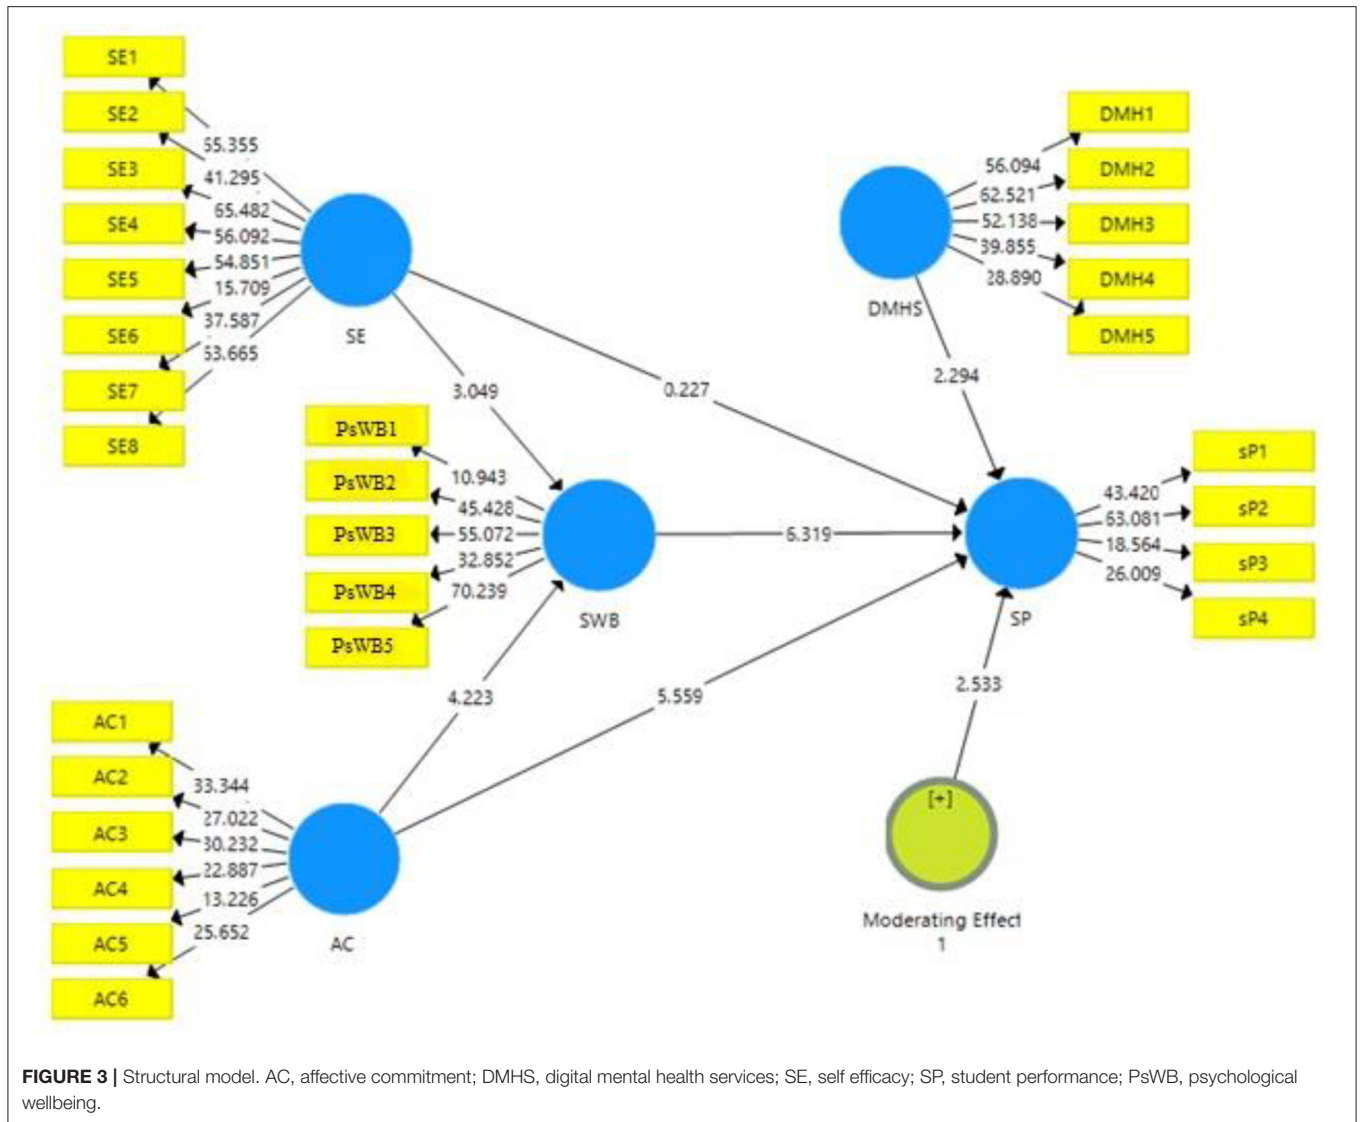 SE1
SE2
SE3
SE4
SE5
SE6
SE7
SE8
41.295
65.482
56.092
54.851
15.709
37.587
SE
DMH1
DMH2
DMH3
DMH4
DMH5
56.094
62.521
52.138
39.855
28.890
DMHS
3.049
0.227
2.294
PsWB1
PsWB2
PsWB3
PsWB4
PsWB5
10.943
45.428
55.072
32.852
70.239
SWB
6.319
sP1
sP2
sP3
sP4
43.420
63.081
18.564
26.009
SP
4.223
5.559
2.533
AC1
AC2
AC3
AC4
AC5
AC6
33.344
27.022
30.232
22.887
13.226
25.652
AC
[+]
Moderating Effect
1
FIGURE 3 | Structural model. AC, affective commitment; DMHS, digital mental health services; SE, self efficacy; SP, student performance; PsWB, psychological
wellbeing.